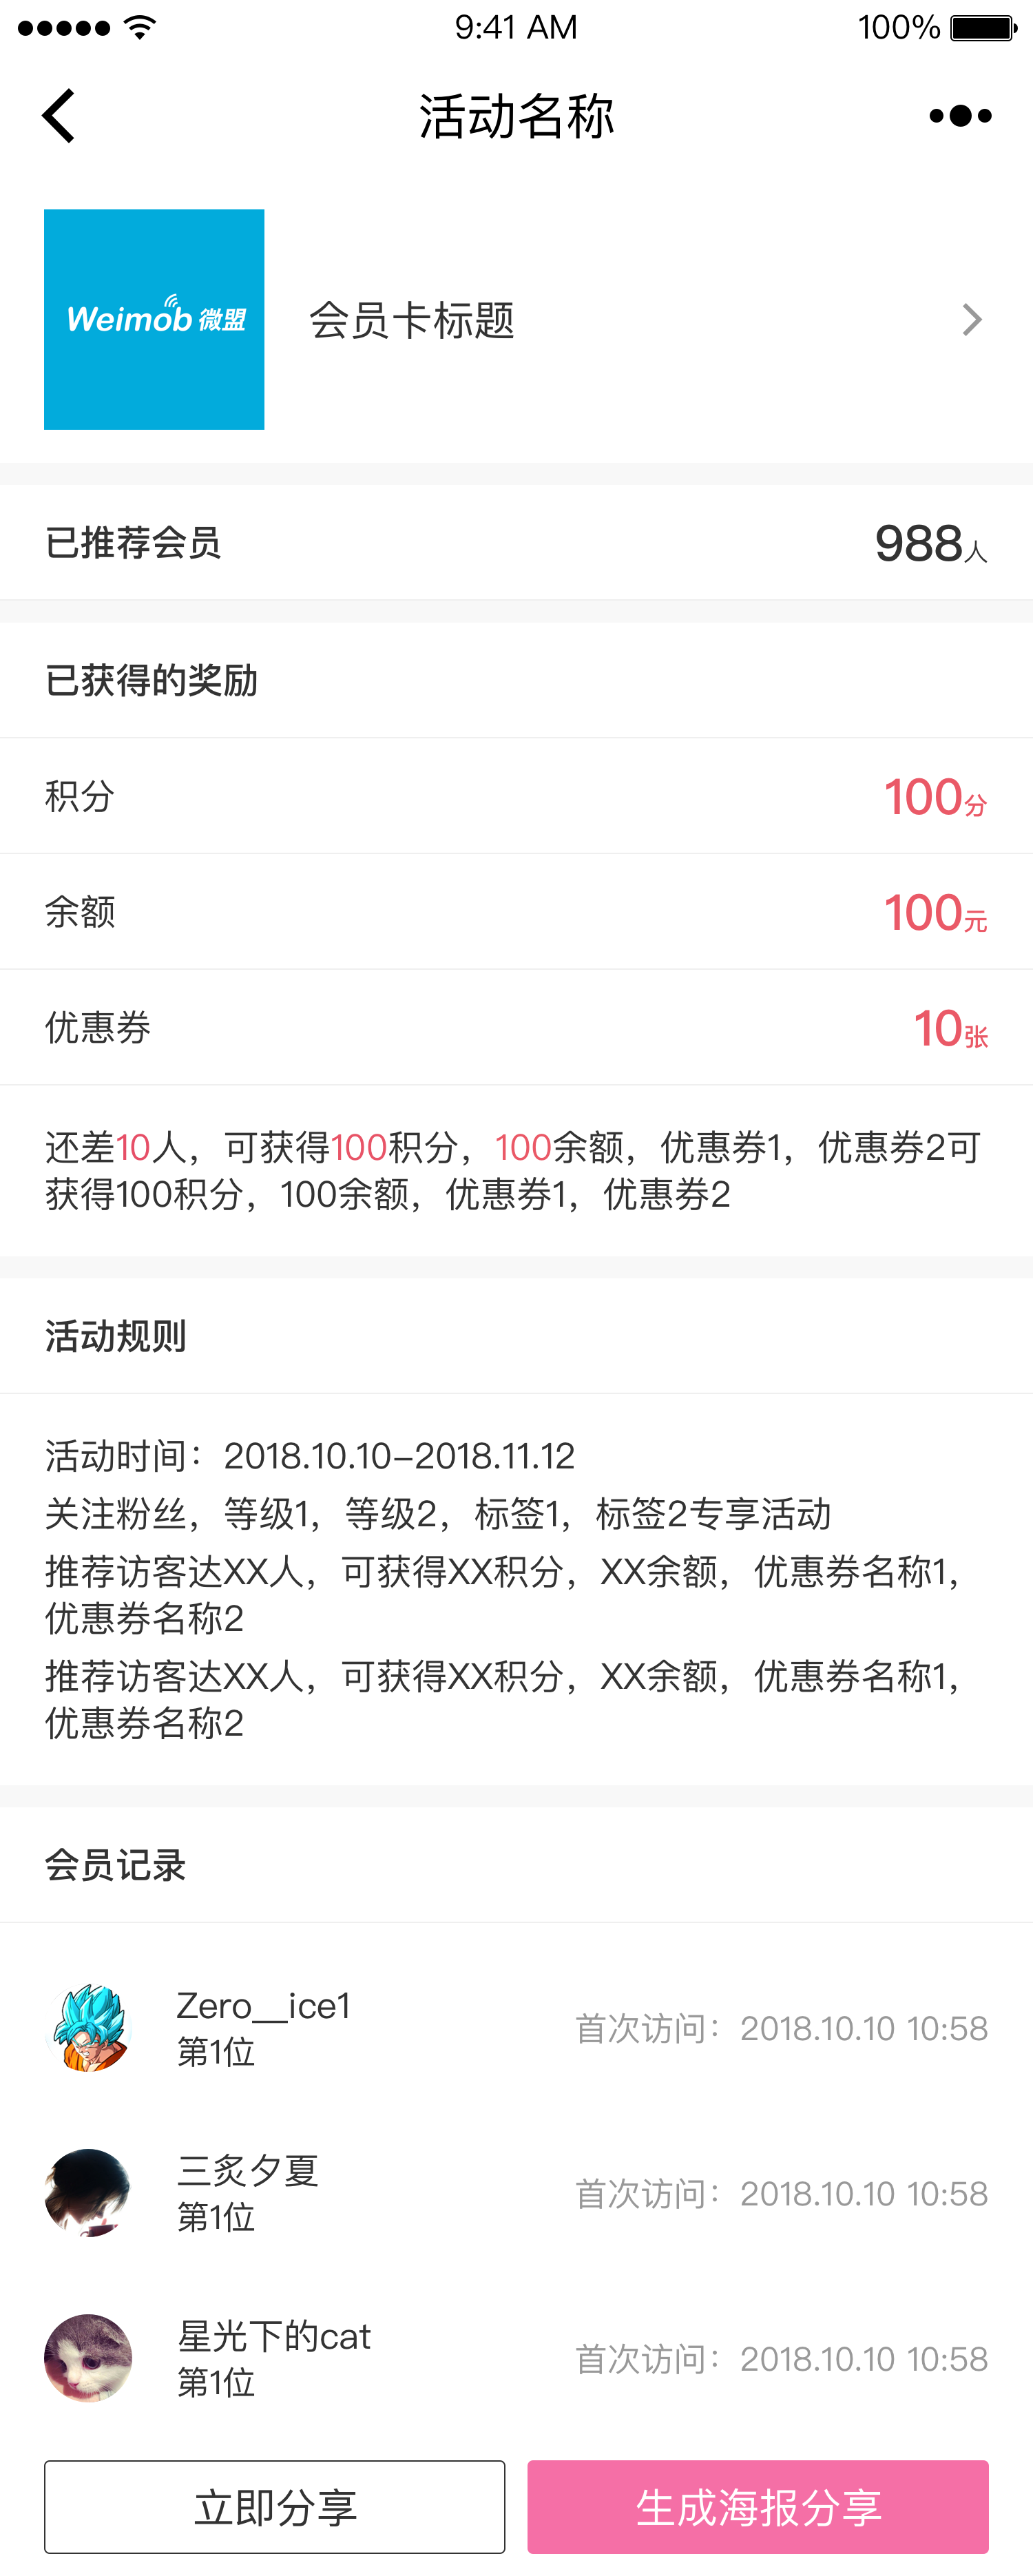 9:41 AM
100%
活动名称
Weimob 微盟
会员卡标题
已推荐会员
988人
已获得的奖励
积分
100分
余额
100元
优惠券
10张
还差10人，可获得100积分，100余额，优惠券1，优惠券2可
获得100积分，100余额，优惠券1，优惠券2
活动规则
活动时间：2018.10.10-2018.11.12
关注粉丝，等级1，等级2，标签1，标签2专享活动
推荐访客达XX人，可获得XX积分，XX余额，优惠券名称1，
优惠券名称2
推荐访客达XX人，可获得XX积分，XX余额，优惠券名称1，
优惠券名称2
会员记录
Zero__ice1
第1位
首次访问：2018.10.10 10:58
三炙夕夏
第1位
首次访问：2018.10.10 10:58
星光下的cat
第1位
首次访问：2018.10.10 10:58
立即分享
生成海报分享